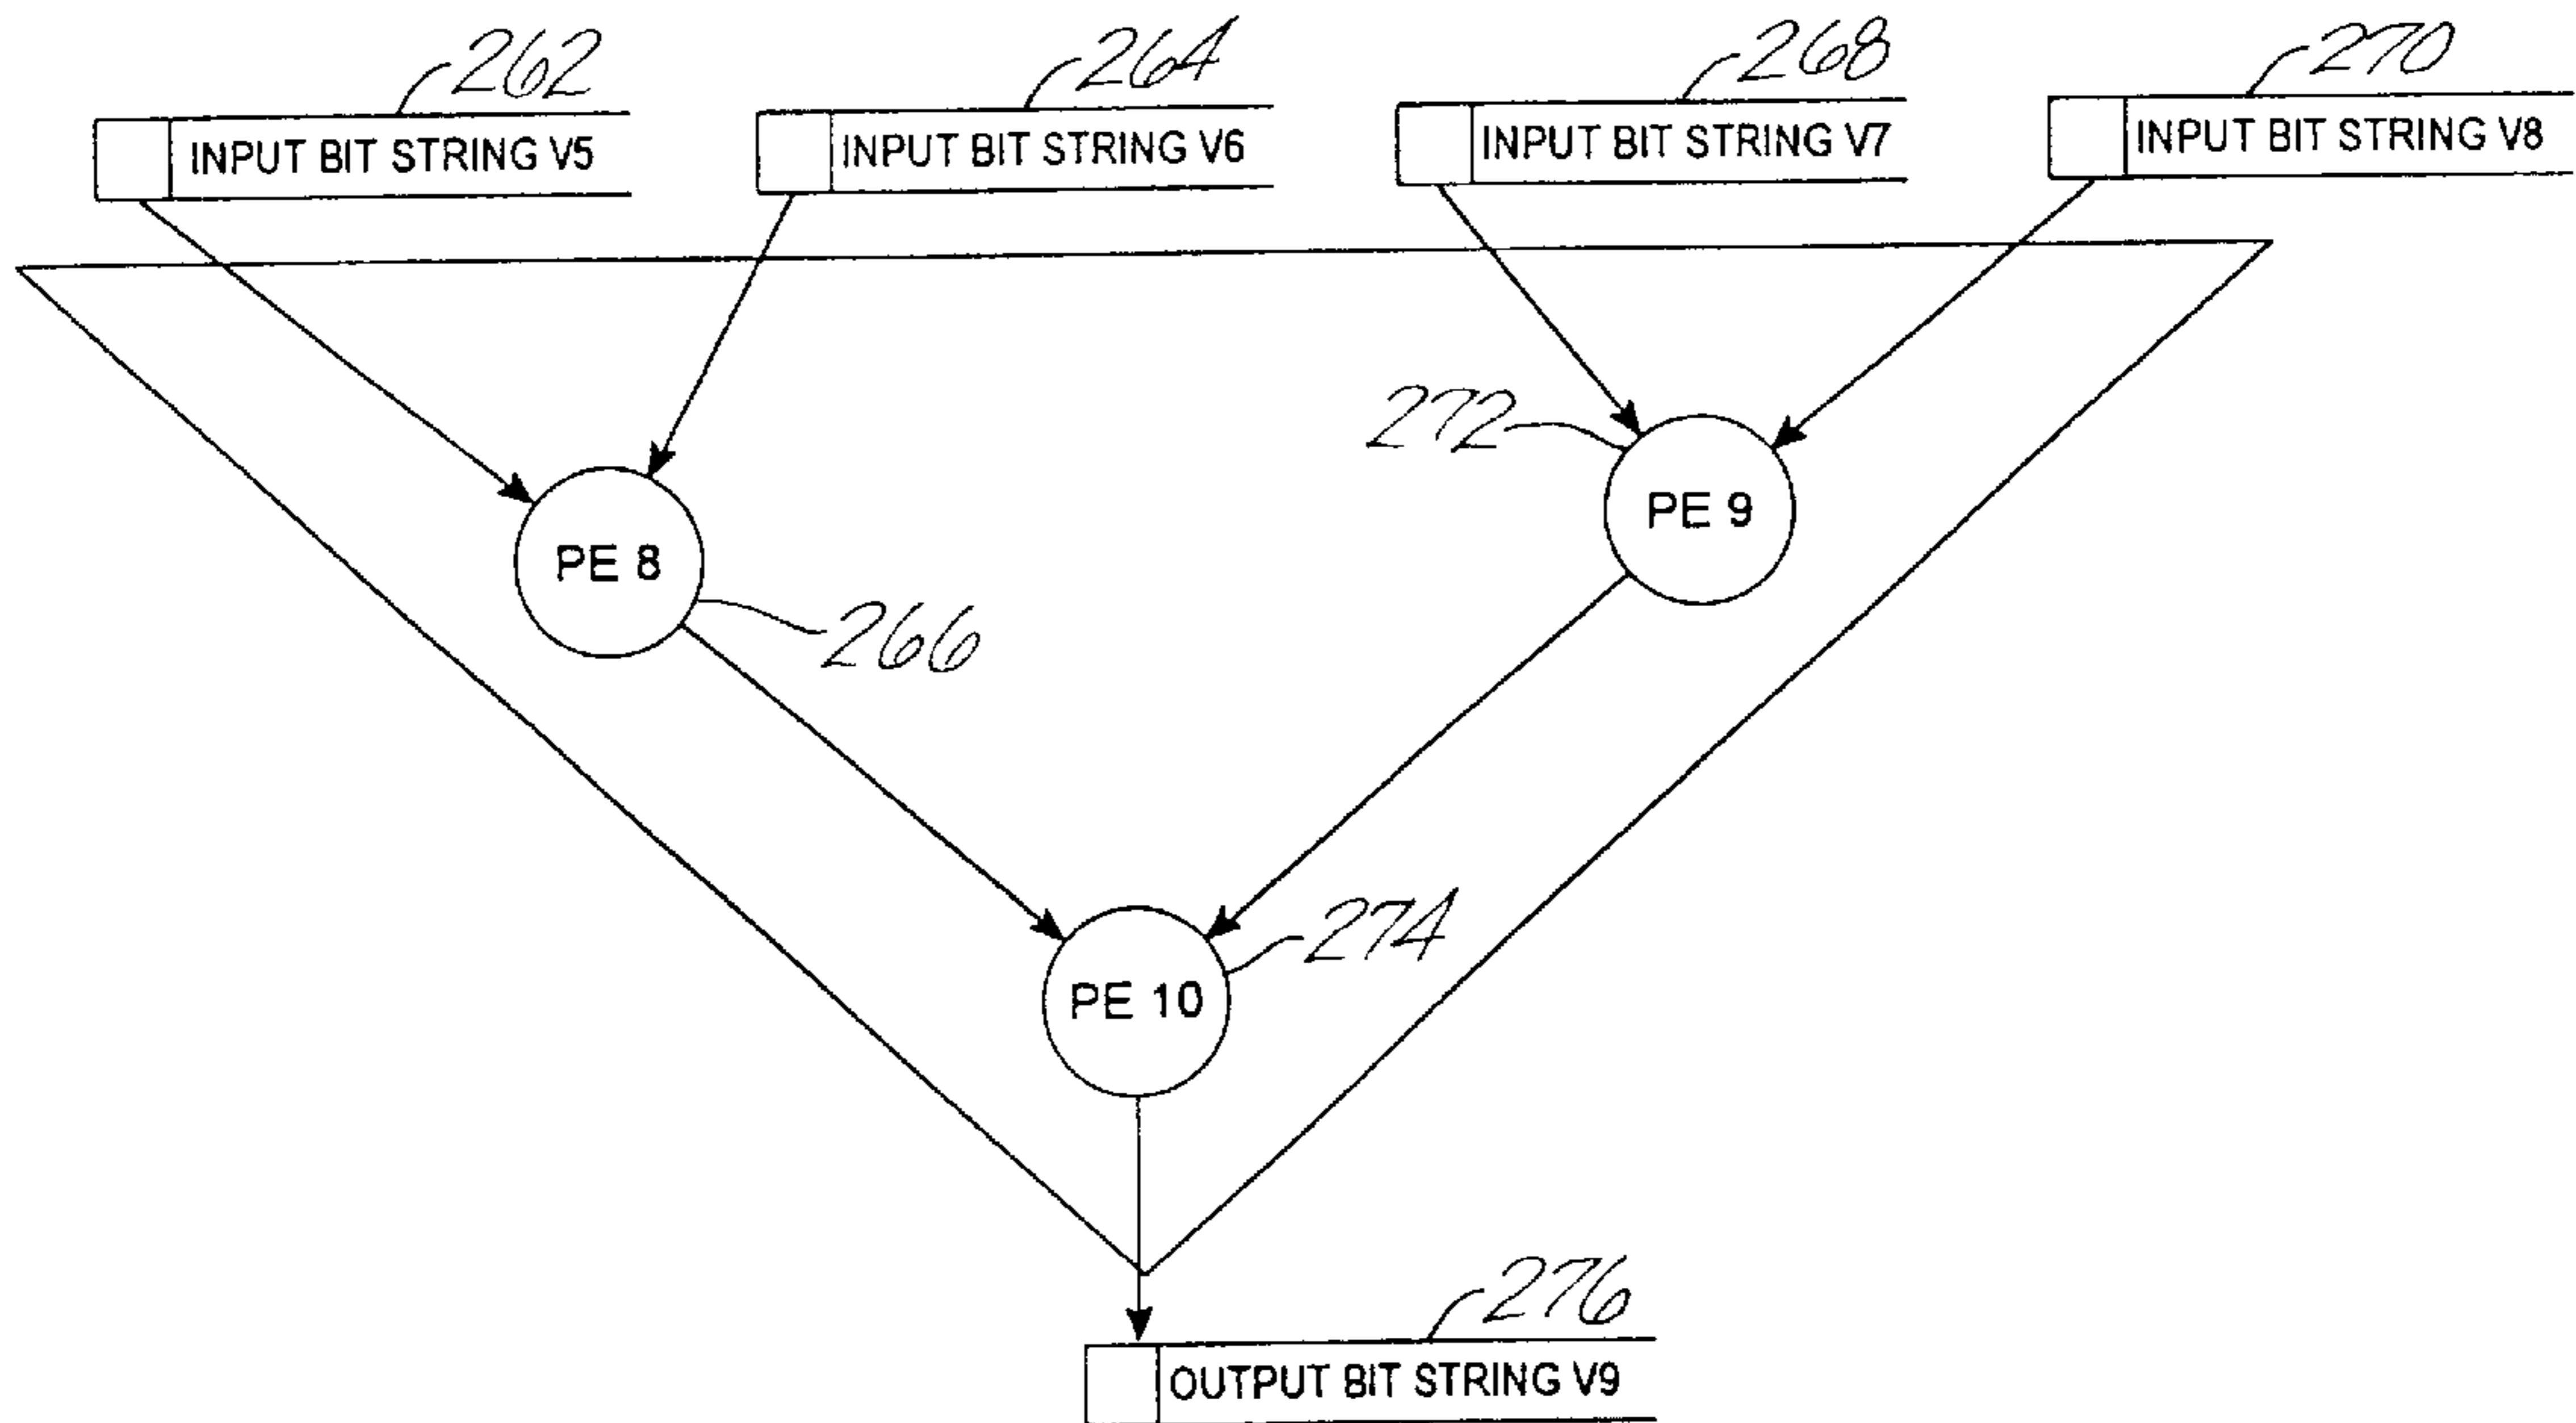 262
264
268
270
INPUT BIT STRING V5
INPUT BIT STRING V6
INPUT BIT STRING V7
INPUT BIT STRING V8
272
PE 9
PE 8
266
274
PE 10
276
OUTPUT BIT STRING V9